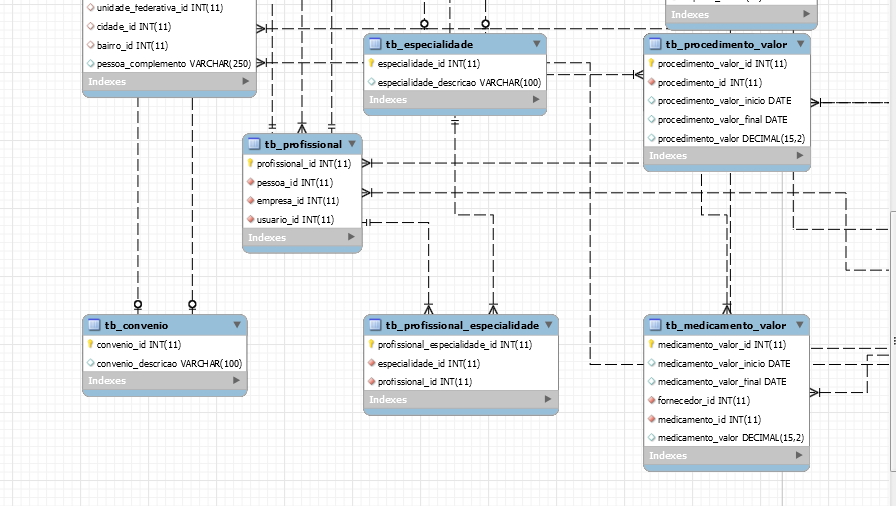 unidade_federativa_id INT(11)
cidade_id INT(11)
bairro_id INT(11)
pessoa_complemento VARCHAR(250)
Indexes
Indexes
tb_especialidade
especialidade_id INT(11)
especialidade_descricao VARCHAR(100)
Indexes
tb_procedimento_valor
procedimento_valor_id INT(11)
procedimento_id INT(11)
procedimento_valor_inicio DATE
procedimento_valor_final DATE
procedimento_valor DECIMAL(15,2)
Indexes
tb_profissional
profissional_id INT(11)
pessoa_id INT(11)
empresa_id INT(11)
usuario_id INT(11)
Indexes
tb_convenio
convenio_id INT(11)
convenio_descricao VARCHAR(100)
Indexes
tb_profissional_especialidade
profissional_especialidade_id INT(11)
especialidade_id INT(11)
profissional_id INT(11)
Indexes
tb_medicamento_valor
medicamento_valor_id INT(11)
medicamento_valor_inicio DATE
medicamento_valor_final DATE
fornecedor_id INT(11)
medicamento_id INT(11)
medicamento_valor DECIMAL(15,2)
Indexes